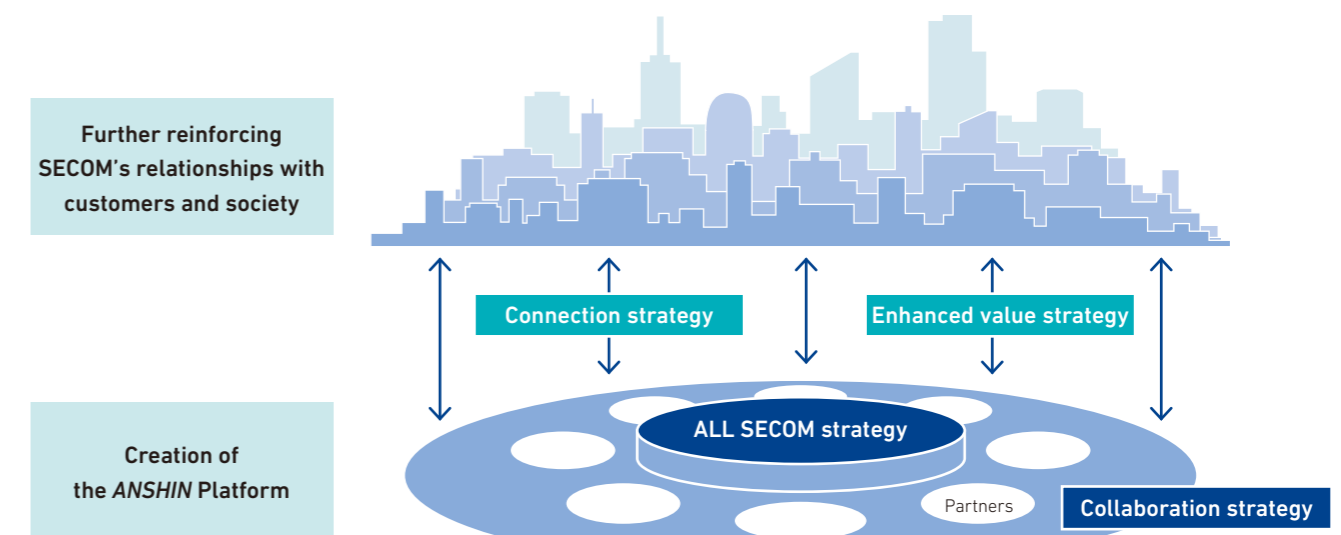 Further reinforcing
SECOM’s relationships with
customers and society
Connection strategy
Enhanced value strategy
Creation of
the ANSHIN Platform
ALL SECOM strategy
Partners
Collaboration strategy